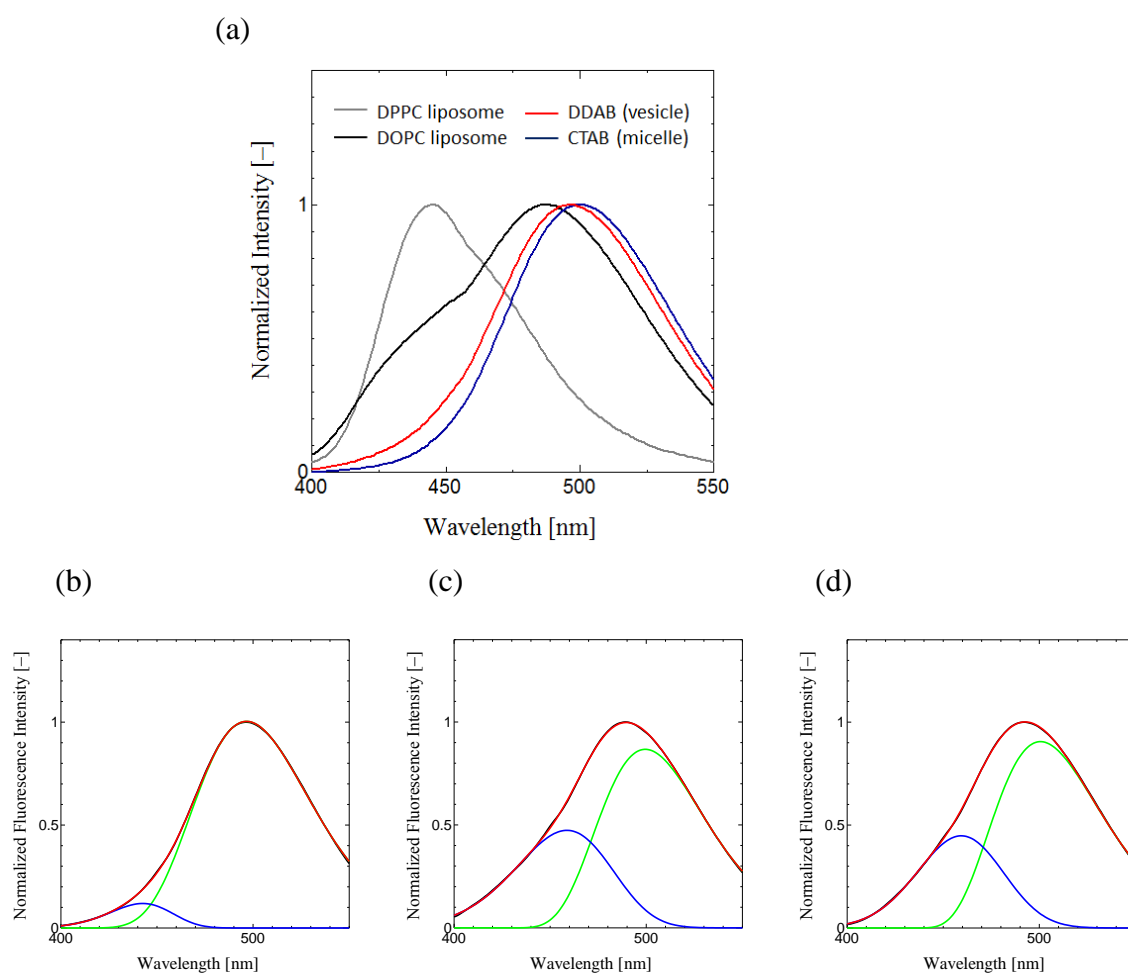 (a)
DPPC liposome
DOPC liposome
DDAB (vesicle)
CTAB (micelle)
Normalized Intensity [−]
1
0
400
450
500
550
Wavelength [nm]
(b)
(c)
(d)
Normalized Fluorescence Intensity [−]
1
0.5
0
400
500
Wavelength [nm]
Normalized Fluorescence Intensity [−]
1
0.5
0
400
500
Wavelength [nm]
Normalized Fluorescence Intensity [−]
1
0.5
0
400
500
Wavelength [nm]